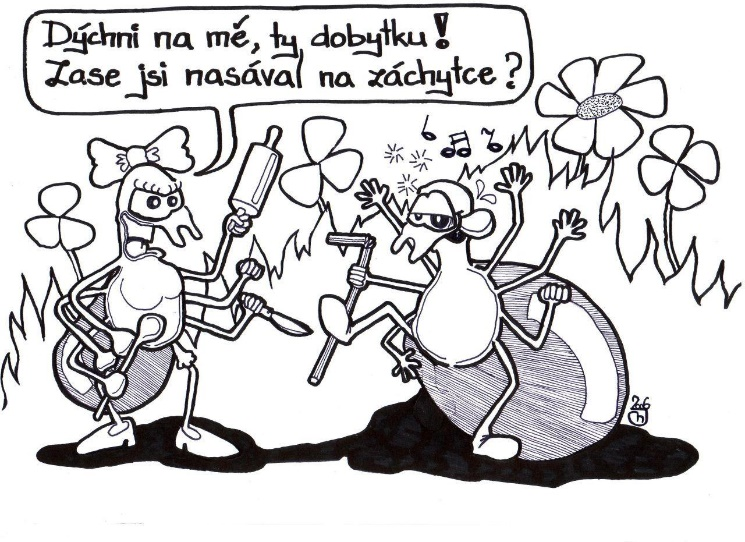 Dýchni na mě, ty dobytku!
Zase jsi nasával na záchytce?